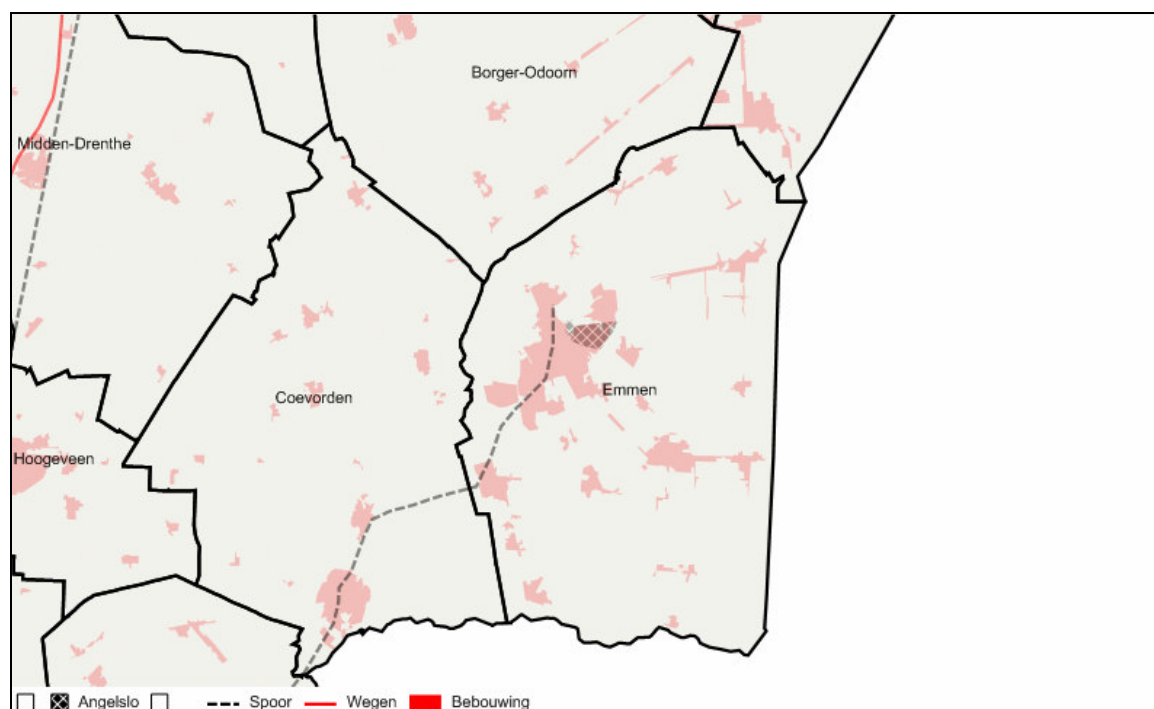 Borger-Odoorn
Midden-Drenthe
Emmen
Coevorden
Hoogeveen
Angelslo Spoor Wegen Bebouwing